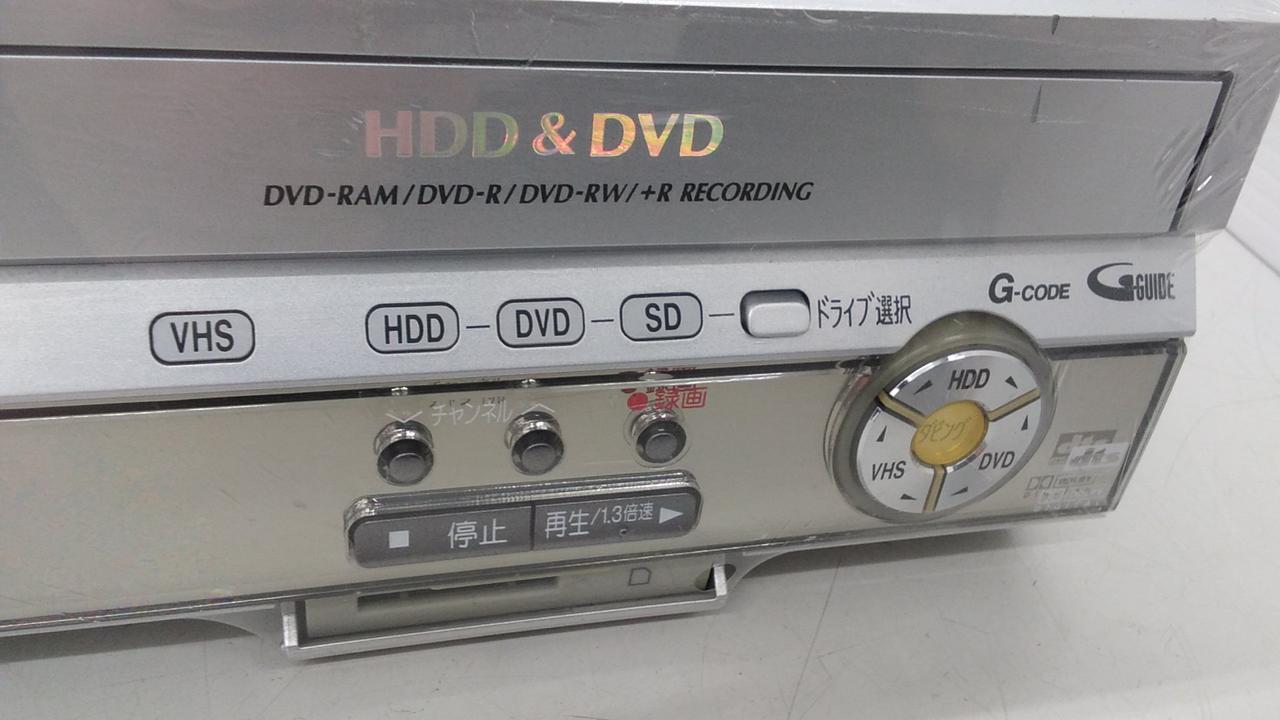 HDD & DVD
DVD-RAM/DVD-R/DVD-RW/+R RECORDING
VHS HDD DVD SD ドライブ選択 G-CODE G-GUIDE
チャンネル 録画
停止 再生/1.3倍速
HDD
ダビング
VHS DVD
dts